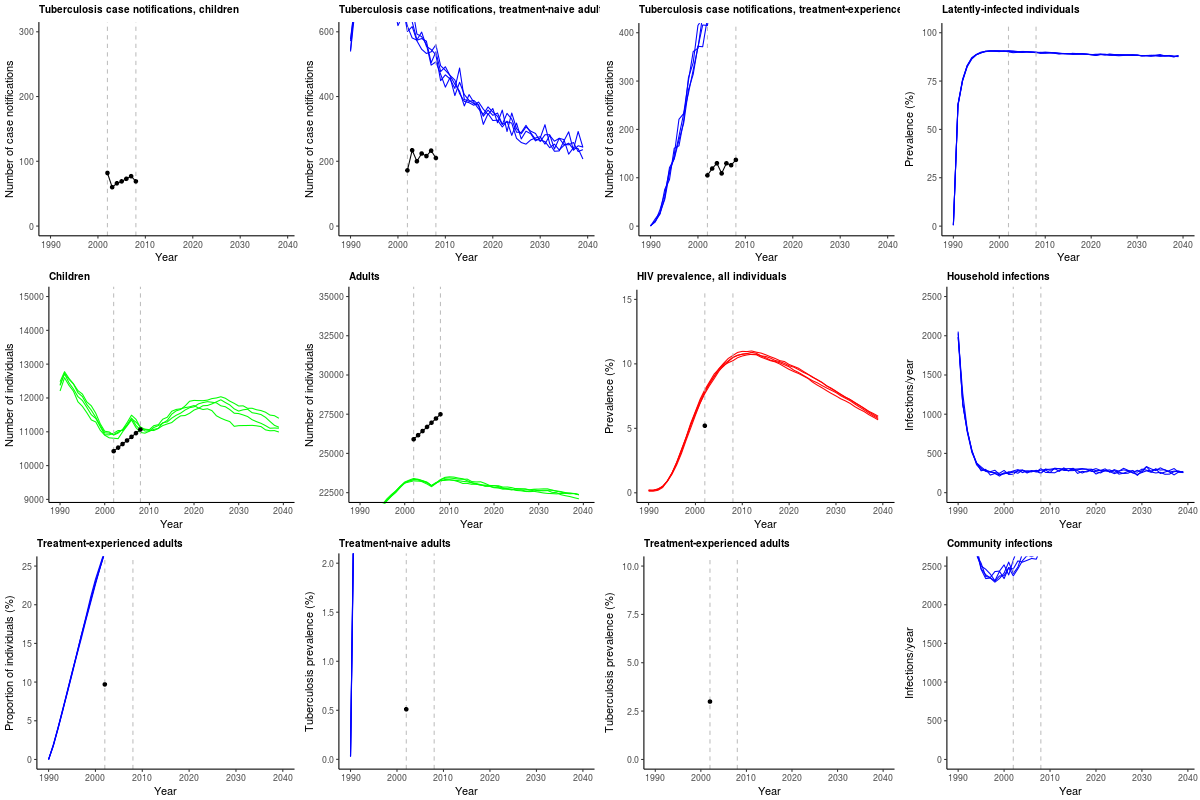 Tuberculosis case notifications, children
Number of case notifications
300
200
100
0
1990 2000 2010 2020 2030 2040
Year
Tuberculosis case notifications, treatment-naive adul
Number of case notifications
600
400
200
0
1990 2000 2010 2020 2030 2040
Year
Tuberculosis case notifications, treatment-experience
Number of case notifications
400
300
200
100
0
1990 2000 2010 2020 2030 2040
Year
Latently-infected individuals
Prevalence (%)
100
75
50
25
0
1990 2000 2010 2020 2030 2040
Year
Children
Number of individuals
15000
14000
13000
12000
11000
10000
9000
1990 2000 2010 2020 2030 2040
Year
Adults
Number of individuals
35000
32500
30000
27500
25000
22500
1990 2000 2010 2020 2030 2040
Year
HIV prevalence, all individuals
Prevalence (%)
15
10
5
0
1990 2000 2010 2020 2030 2040
Year
Household infections
Infections/year
2500
2000
1500
1000
500
0
1990 2000 2010 2020 2030 2040
Year
Treatment-experienced adults
Proportion of individuals (%)
25
20
15
10
5
0
1990 2000 2010 2020 2030 2040
Year
Treatment-naive adults
Tuberculosis prevalence (%)
2.0
1.5
1.0
0.5
0.0
1990 2000 2010 2020 2030 2040
Year
Treatment-experienced adults
Tuberculosis prevalence (%)
10.0
7.5
5.0
2.5
0.0
1990 2000 2010 2020 2030 2040
Year
Community infections
Infections/year
2500
2000
1500
1000
500
0
1990 2000 2010 2020 2030 2040
Year